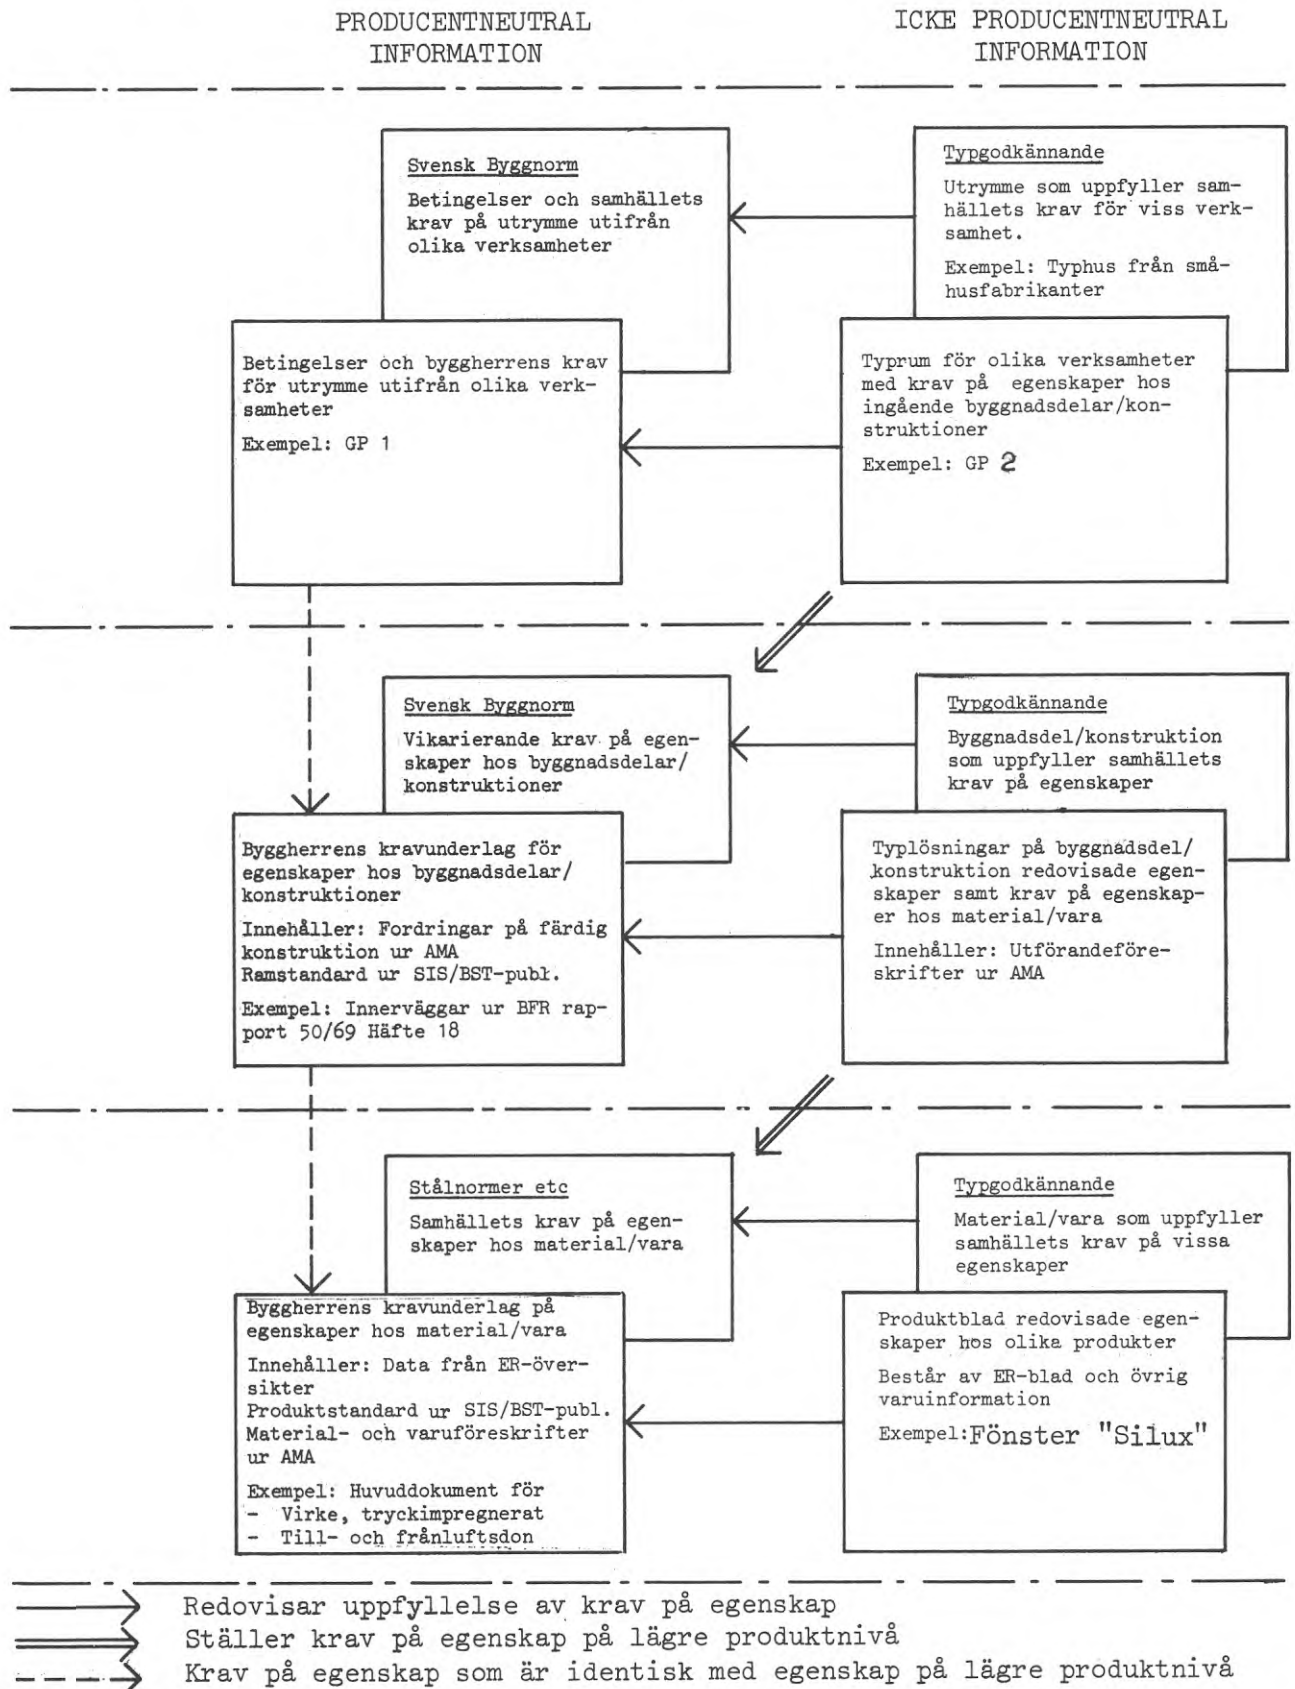 PRODUCENTNEUTRAL
INFORMATION
ICKE PRODUCENTNEUTRAL
INFORMATION
Svensk Byggnorm
Betingelser och samhällets
krav på utrymme utifrån
olika verksamheter
Typgodkännande
Utrymme som uppfyller sam-
hällets krav för viss verk-
samhet.
Exempel: Typhus från små-
husfabrikanter
Betingelser och byggherrens krav
för utrymme utifrån olika verk-
samheter
Exempel: GP 1
Typrum för olika verksamheter
med krav på egenskaper hos
ingående byggnadsdelar/kon-
struktioner
Exempel: GP 2
Svensk Byggnorm
Vikarierande krav på egen-
skaper hos byggnadsdelar/
konstruktioner
Typgodkännande
Byggnadsdel/konstruktion
som uppfyller samhällets
krav på egenskaper
Byggherrens kravunderlag för
egenskaper hos byggnadsdelar/
konstruktioner
Innehåller: Fordringar på färdig
konstruktion ur AMA
Ramstandard ur SIS/BST-publ.
Exempel: Innerväggar ur BFR rap-
port 50/69 Häfte 18
Typlösningar på byggnadsdel/
konstruktion redovisade egen-
skaper samt krav på egenskap-
er hos material/vara
Innehåller: Utförandeföre-
skrifter ur AMA
Stålnormer etc
Samhällets krav på egen-
skaper hos material/vara
Typgodkännande
Material/vara som uppfyller
samhällets krav på vissa
egenskaper
Byggherrens kravunderlag på
egenskaper hos material/vara
Innehåller: Data från ER-över-
sikter
Produktstandard ur SIS/BST-publ.
Material- och varuföreskrifter
ur AMA
Exempel: Huvuddokument för
- Virke, tryckimpregnerat
- Till- och frånluftsdon
Produktblad redovisade egen-
skaper hos olika produkter
Består av ER-blad och övrig
varuinformation
Exempel:Fönster "Silux"
Redovisar uppfyllelse av krav på egenskap
Ställer krav på egenskap på lägre produktnivå
Krav på egenskap som är identisk med egenskap på lägre produktnivå